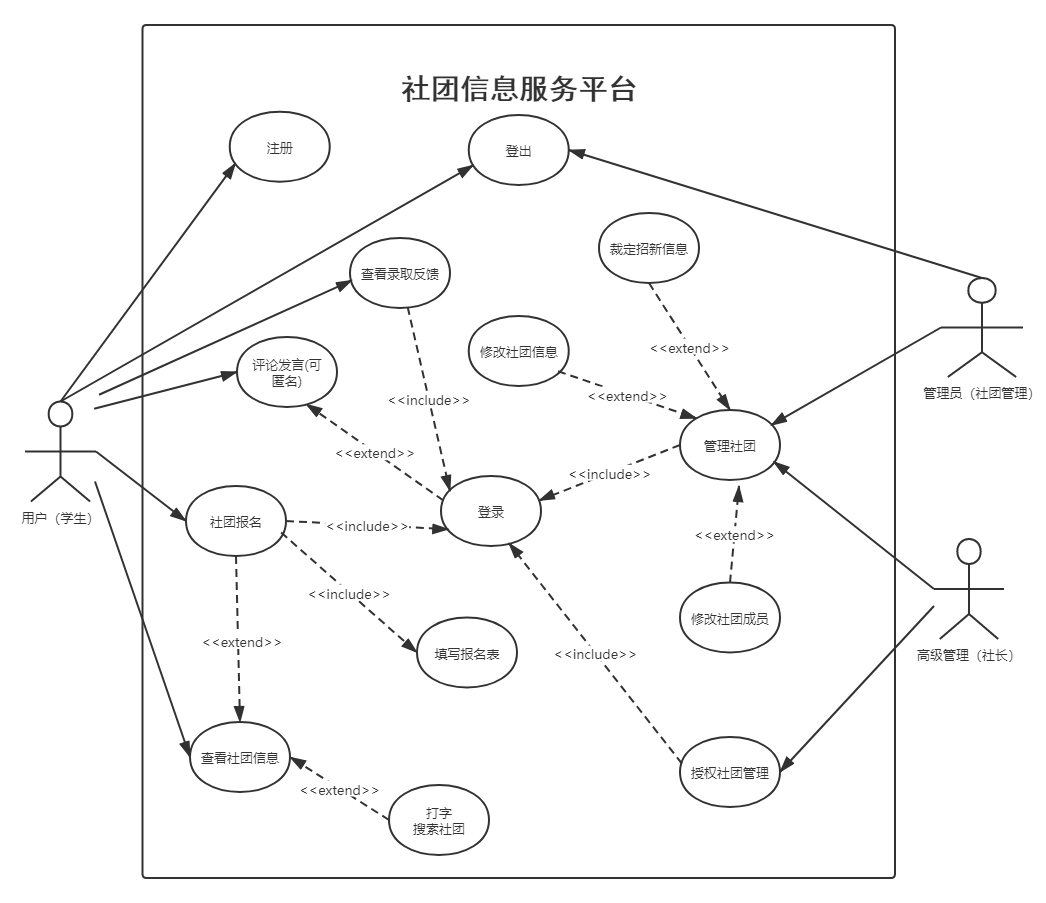 社团信息服务平台
注册
登出
裁定招新信息
查看录取反馈
管理员（社团管理）
修改社团信息
<<extend>>
评论发言(可
匿名)
<<include>>
<<extend>>
用户（学生）
<<extend>>
管理社团
<<include>>
社团报名
<<include>>
登录
<<extend>>
<<include>>
填写报名表
修改社团成员
高级管理（社长）
<<extend>>
<<include>>
查看社团信息
授权社团管理
<<extend>>
打字
搜索社团